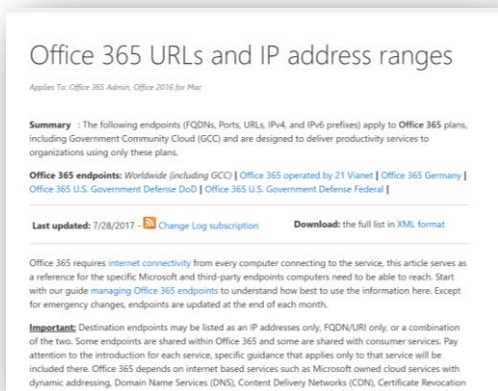 Office 365 URLs and IP address ranges
Applies To: Office 365 Admin, Office 2016 for Mac
Summary : The following endpoints (FQDNs, Ports, URLs, IPv4, and IPv6 prefixes) apply to Office 365 plans,
including Government Community Cloud (GCC) and are designed to deliver productivity services to
organizations using only these plans.
Office 365 endpoints: Worldwide (including GCC) | Office 365 operated by 21 Vianet | Office 365 Germany |
Office 365 U.S. Government Defense DoD | Office 365 U.S. Government Defense Federal |
Last updated: 7/28/2017 - Change Log subscription Download: the full list in XML format
Office 365 requires internet connectivity from every computer connecting to the service, this article serves as
a reference for the specific Microsoft and third-party endpoints computers need to be able to reach. Start
with our guide managing Office 365 endpoints to understand how best to use the information here. Except
for emergency changes, endpoints are updated at the end of each month.
Important: Destination endpoints may be listed as an IP addresses only, FQDN/URI only, or a combination
of the two. Some endpoints are shared within Office 365 and some are shared with consumer services. Pay
attention to the introduction for each service, specific guidance that applies only to that service will be
included there. Office 365 depends on internet based services such as Microsoft owned cloud services with
dynamic addressing, Domain Name Services (DNS), Content Delivery Networks (CDN), Certificate Revocation